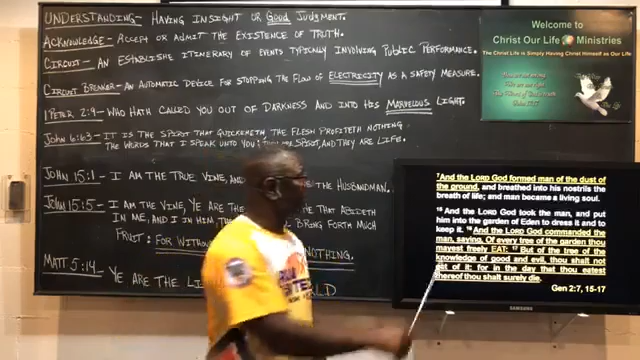 Understanding - Having Insight or Good Judgment.
Acknowledge - Accept or Admit the Existence of Truth.
Circuit - An Establishe Itinerary of Events Typically Involving Public Performance.
Circuit Breaker - An Automatic Device for Stopping the Flow of Electricity as a Safety Measure.
1 Peter 2:9 - Who Hath Called You Out of Darkness and Into His Marvelous Light.
John 6:63 - It is the Spirit that Quickeneth the Flesh Profiteth Nothing
The Words that I Speak Unto You; They Are Spirit, and They Are Life.
John 15:1 - I am the True Vine, and the Husbandman.
John 15:5 - I am the Vine, Ye Are the That Abideth
in Me, and I in Him, the Bring Forth Much
Fruit: For Without Nothing.
Matt 5:14 - Ye Are the Li ld
Welcome to
Christ Our Life Ministries
The Christ Life is Simply Having Christ Himself as Our Life
The Life
7 And the LORD God formed man of the dust of
the ground, and breathed into his nostrils the
breath of life; and man became a living soul.
15 And the LORD God took the man, and put
him into the garden of Eden to dress it and to
keep it. 16 And the LORD God commanded the
man, saying, Of every tree of the garden thou
mayest freely EAT: 17 But of the tree of the
knowledge of good and evil, thou shalt not
eat of it: for in the day that thou eatest
thereof thou shalt surely die.
Gen 2:7, 15-17
SAMSUNG